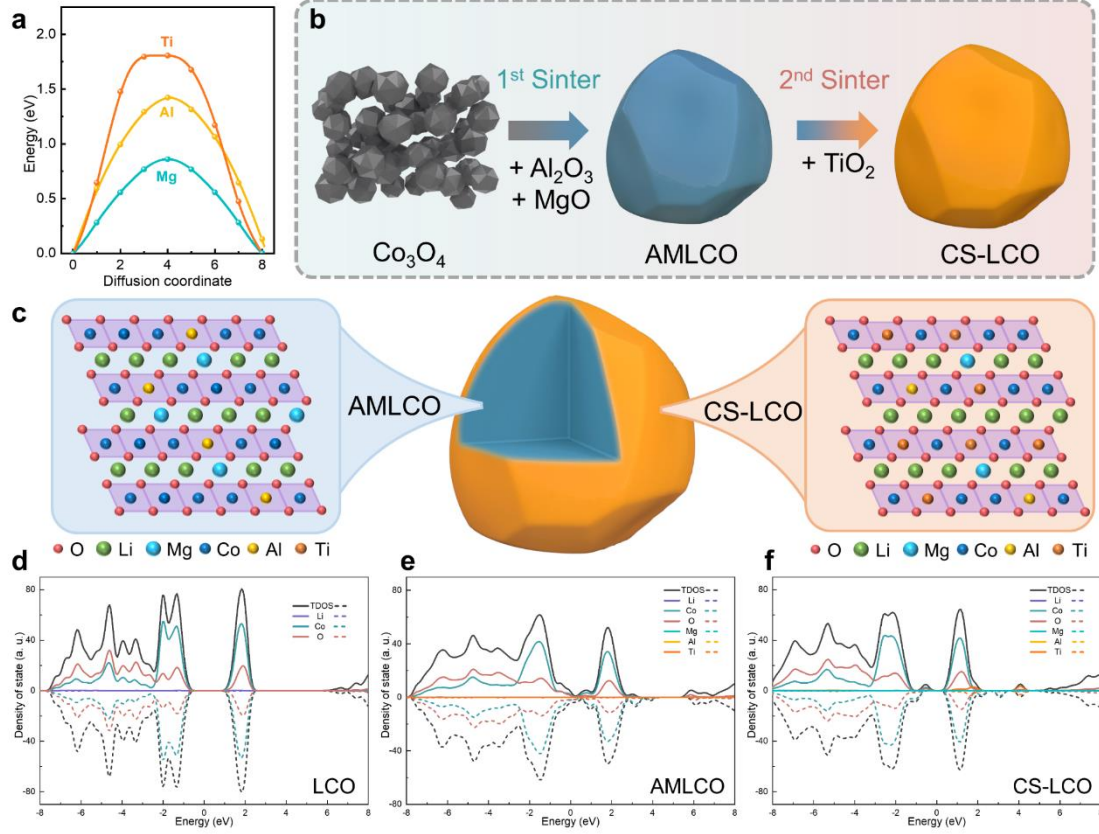 a
2.0
1.5
1.0
0.5
0.0
Energy (eV)
Ti
Al
Mg
0 2 4 6 8
Diffusion coordinate
b
1st Sinter
+ Al2O3
+ MgO
2nd Sinter
+ TiO2
Co3O4
AMLCO
CS-LCO
c
AMLCO
CS-LCO
O Li Mg Co Al Ti
O Li Mg Co Al Ti
d
80
40
0
-40
-80
Density of state (a. u.)
TDOS
Li
Co
O
LCO
-8 -6 -4 -2 0 2 4 6 8
Energy (eV)
e
80
40
0
-40
-80
Density of state (a. u.)
TDOS
Li
Co
O
Mg
Al
Ti
AMLCO
-8 -6 -4 -2 0 2 4 6 8
Energy (eV)
f
80
40
0
-40
-80
Density of state (a. u.)
TDOS
Li
Co
O
Mg
Al
Ti
CS-LCO
-8 -6 -4 -2 0 2 4 6 8
Energy (eV)